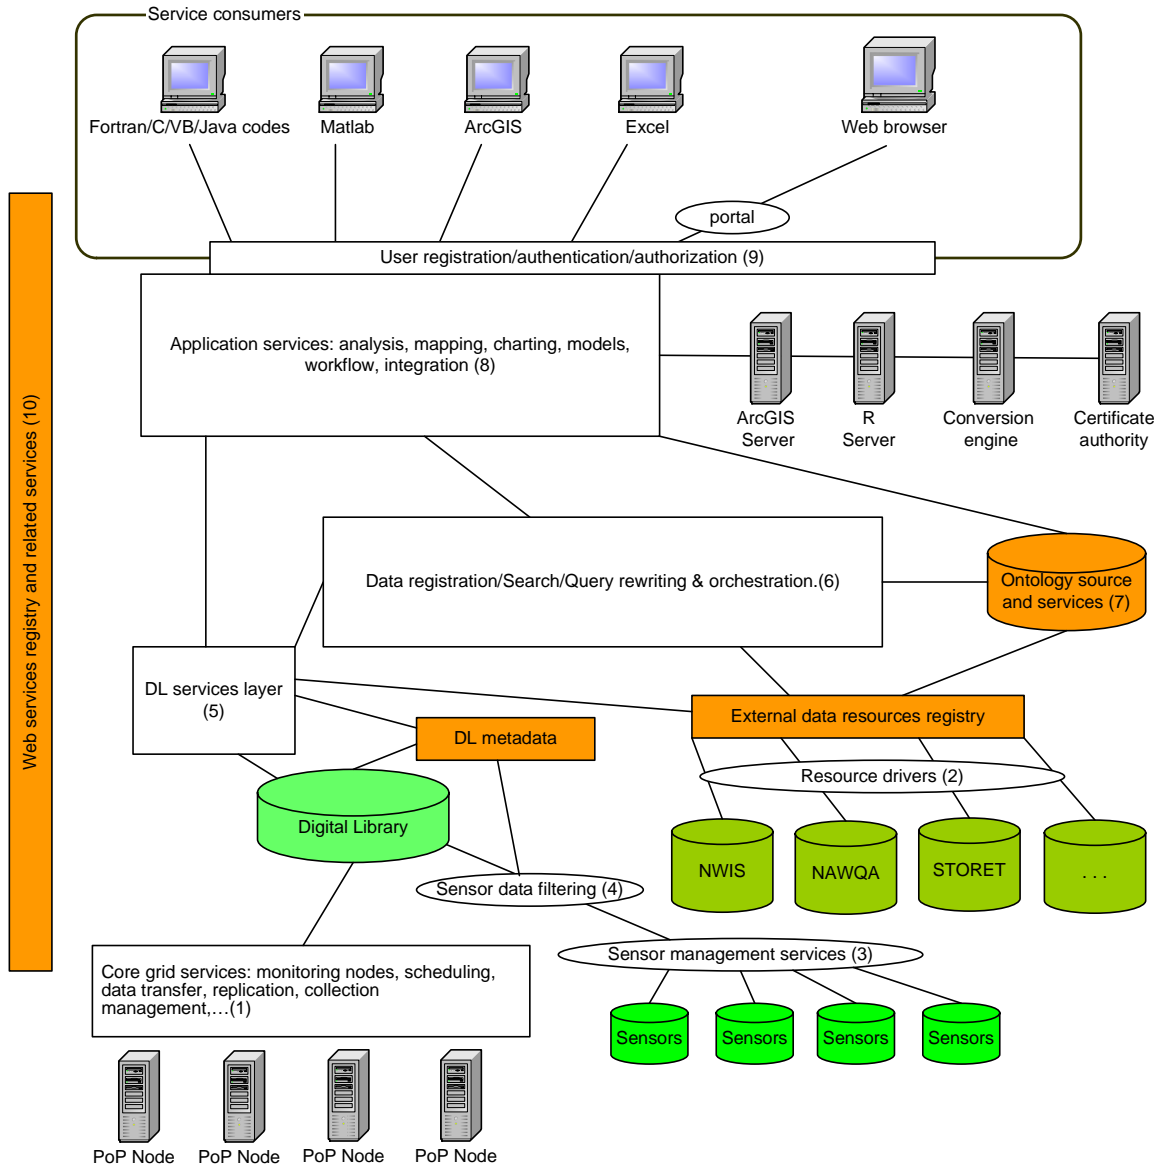 Service consumers
Fortran/C/VB/Java codes
Matlab
ArcGIS
Excel
Web browser
portal
User registration/authentication/authorization (9)
Application services: analysis, mapping, charting, models,
workflow, integration (8)
ArcGIS
Server
R
Server
Conversion
engine
Certificate
authority
Web services registry and related services (10)
Data registration/Search/Query rewriting & orchestration.(6)
Ontology source
and services (7)
DL services layer
(5)
External data resources registry
DL metadata
Resource drivers (2)
Digital Library
NWIS
NAWQA
STORET
. . .
Sensor data filtering (4)
Sensor management services (3)
Core grid services: monitoring nodes, scheduling,
data transfer, replication, collection
management,…(1)
Sensors
Sensors
Sensors
Sensors
PoP Node
PoP Node
PoP Node
PoP Node